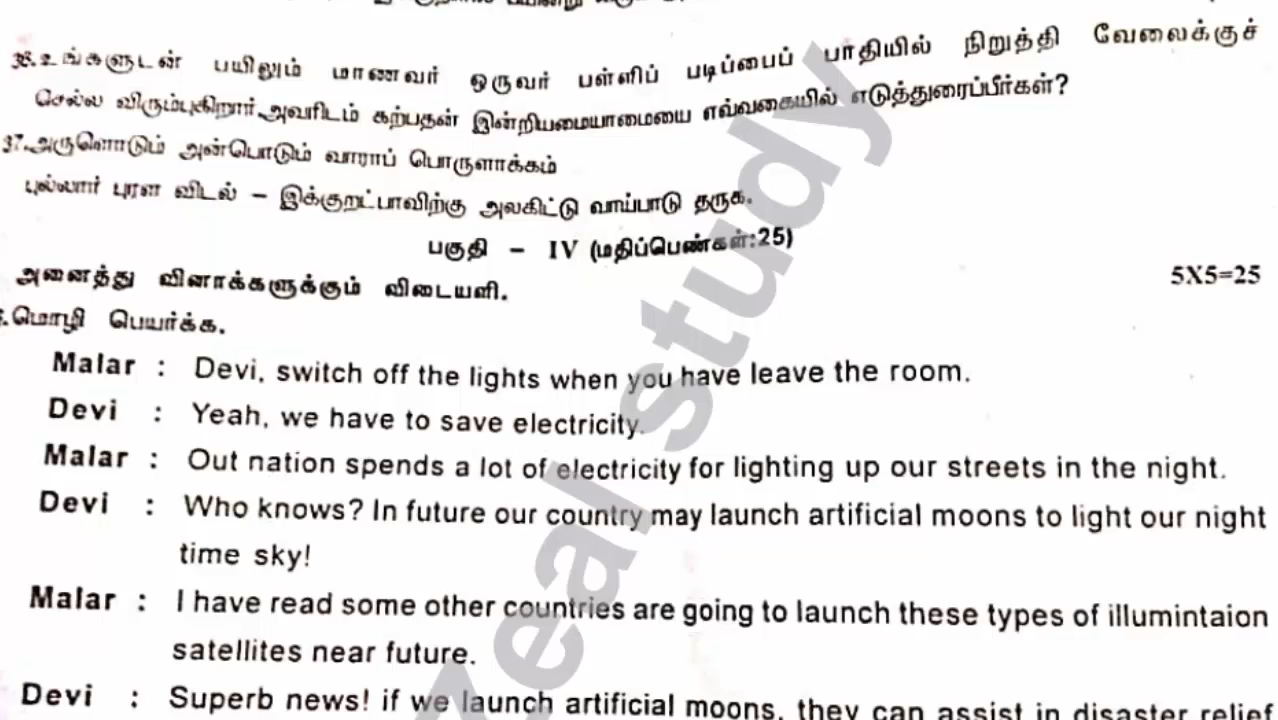 38.உங்களுடன் பயிலும் மாணவர் ஒருவர் பள்ளிப் படிப்பைப் பாதியில் நிறுத்தி வேலைக்குச்
செல்ல விரும்புகிறார்.அவரிடம் கற்பதன் இன்றியமையாமையை எவ்வகையில் எடுத்துரைப்பீர்கள்?
37.அருளொடும் அன்பொடும் வாராப் பொருளாக்கம்
புல்லார் புரள விடல் – இக்குறட்பாவிற்கு அலகிட்டு வாய்பாடு தருக.
பகுதி – IV (மதிப்பெண்கள்:25)
அனைத்து வினாக்களுக்கும் விடையளி. 5X5=25
.மொழி பெயர்க்க.
Malar : Devi, switch off the lights when you have leave the room.
Devi : Yeah, we have to save electricity.
Malar : Out nation spends a lot of electricity for lighting up our streets in the night.
Devi : Who knows? In future our country may launch artificial moons to light our night
time sky!
Malar : I have read some other countries are going to launch these types of illumintaion
satellites near future.
Devi : Superb news! if we launch artificial moons, they can assist in disaster relief
Zeal study